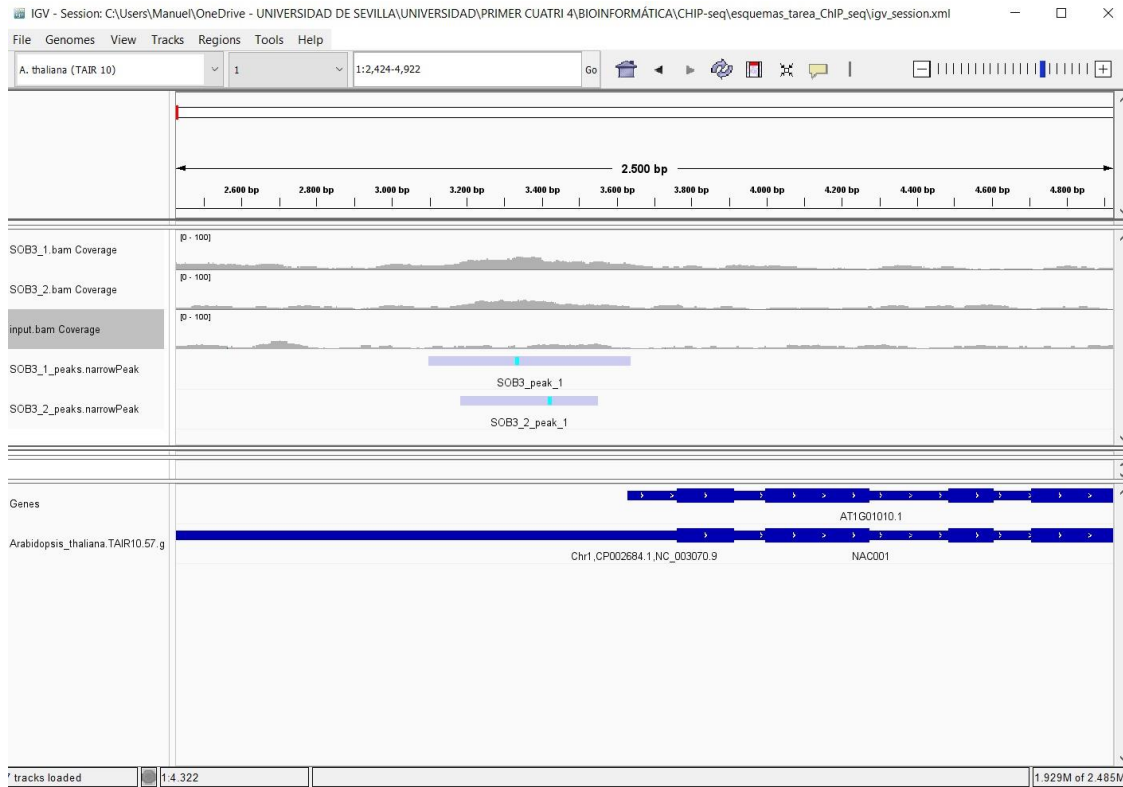 IGV - Session: C:\Users\Manuel\OneDrive - UNIVERSIDAD DE SEVILLA\UNIVERSIDAD\PRIMER CUATRI 4\BIOINFORMÁTICA\CHIP-seq\esquemas_tarea_ChIP_seq\igv_session.xml
File Genomes View Tracks Regions Tools Help
A. thaliana (TAIR 10) 1 1:2,424-4,922 Go
2.500 bp
2.600 bp 2.800 bp 3.000 bp 3.200 bp 3.400 bp 3.600 bp 3.800 bp 4.000 bp 4.200 bp 4.400 bp 4.600 bp 4.800 bp
[0 - 100]
SOB3_1.bam Coverage
[0 - 100]
SOB3_2.bam Coverage
[0 - 100]
input.bam Coverage
SOB3_1_peaks.narrowPeak
SOB3_peak_1
SOB3_2_peaks.narrowPeak
SOB3_2_peak_1
Genes
AT1G01010.1
Arabidopsis_thaliana.TAIR10.57.g
Chr1,CP002684.1,NC_003070.9 NAC001
tracks loaded 1:4.322 1.929M of 2.485M